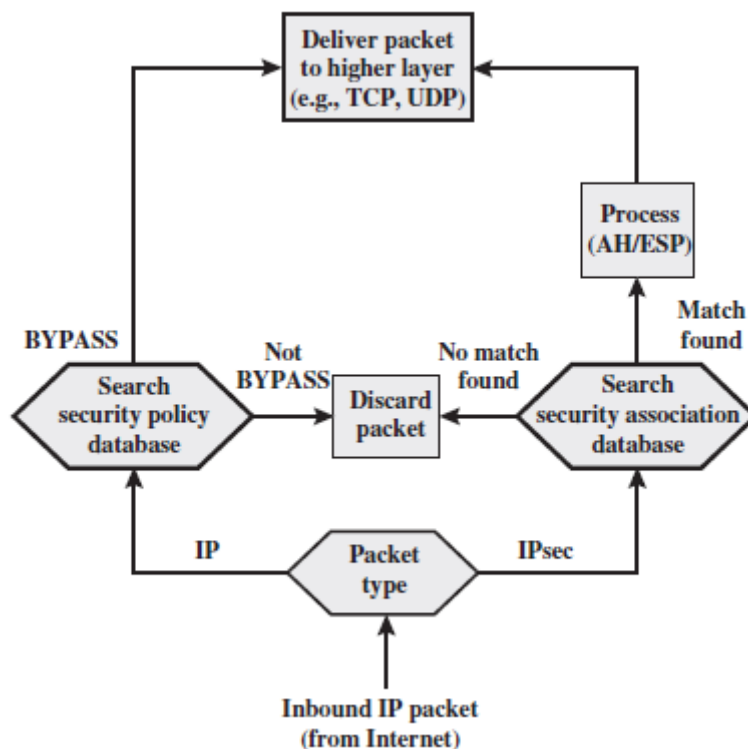 Deliver packet
to higher layer
(e.g., TCP, UDP)
Process
(AH/ESP)
BYPASS
Not
BYPASS
No match
found
Match
found
Search
security policy
database
Discard
packet
Search
security association
database
IP
Packet
type
IPsec
Inbound IP packet
(from Internet)